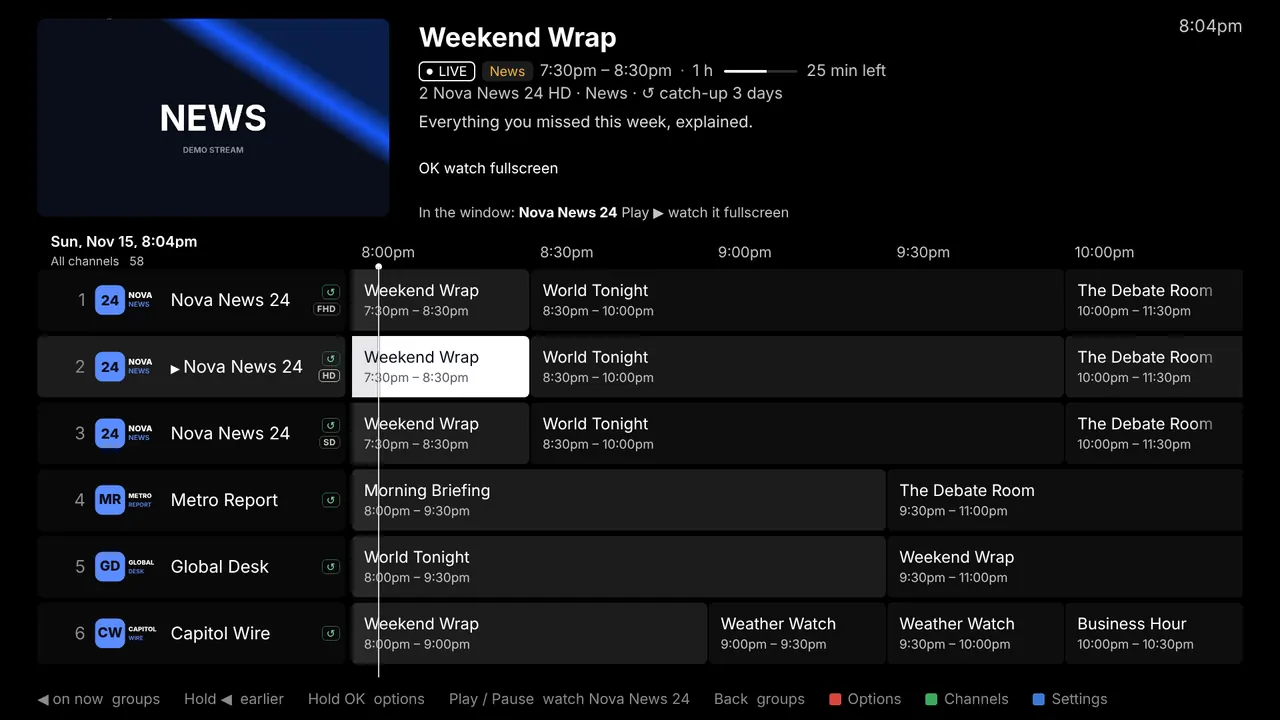 8:04pm
NEWS
DEMO STREAM
Weekend Wrap
● LIVE News 7:30pm – 8:30pm · 1 h 25 min left
2 Nova News 24 HD · News · ↺ catch-up 3 days
Everything you missed this week, explained.
OK watch fullscreen
In the window: Nova News 24 Play ▶ watch it fullscreen
Sun, Nov 15, 8:04pm
All channels 58
8:00pm 8:30pm 9:00pm 9:30pm 10:00pm
1 24 NOVA NEWS Nova News 24 ↺ FHD
Weekend Wrap
7:30pm – 8:30pm
World Tonight
8:30pm – 10:00pm
The Debate Room
10:00pm – 11:30pm
2 24 NOVA NEWS ▶ Nova News 24 ↺ HD
Weekend Wrap
7:30pm – 8:30pm
World Tonight
8:30pm – 10:00pm
The Debate Room
10:00pm – 11:30pm
3 24 NOVA NEWS Nova News 24 ↺ SD
Weekend Wrap
7:30pm – 8:30pm
World Tonight
8:30pm – 10:00pm
The Debate Room
10:00pm – 11:30pm
4 MR METRO REPORT Metro Report ↺
Morning Briefing
8:00pm – 9:30pm
The Debate Room
9:30pm – 11:00pm
5 GD GLOBAL DESK Global Desk ↺
World Tonight
8:00pm – 9:30pm
Weekend Wrap
9:30pm – 11:00pm
6 CW CAPITOL WIRE Capitol Wire ↺
Weekend Wrap
8:00pm – 9:00pm
Weather Watch
9:00pm – 9:30pm
Weather Watch
9:30pm – 10:00pm
Business Hour
10:00pm – 10:30pm
◀ on now groups Hold ◀ earlier Hold OK options Play / Pause watch Nova News 24 Back groups Options Channels Settings